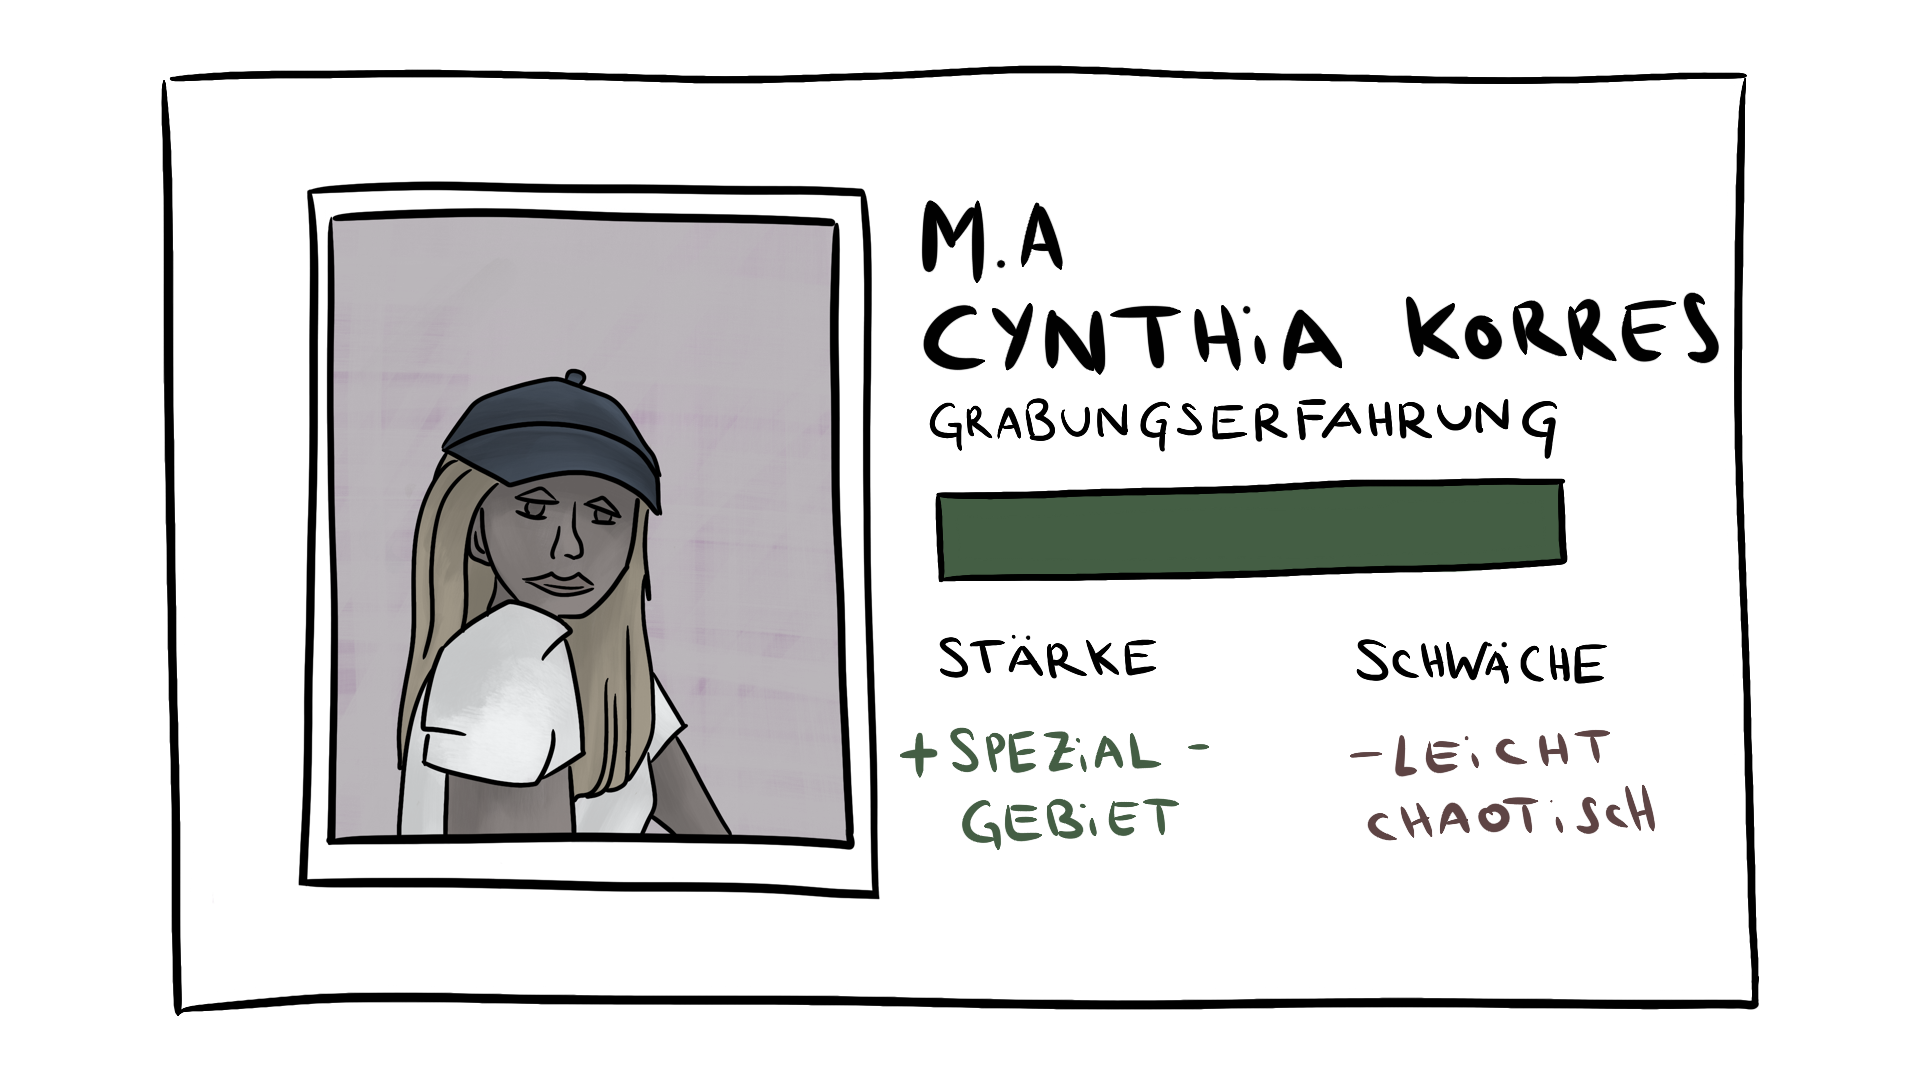 M.A
CYNTHiA KORRES
GRABUNGSERFAHRUNG
STÄRKE
SCHWÄCHE
+ SPEZiAL -
GEBiET
- LEiCHT
CHAOTiSCH